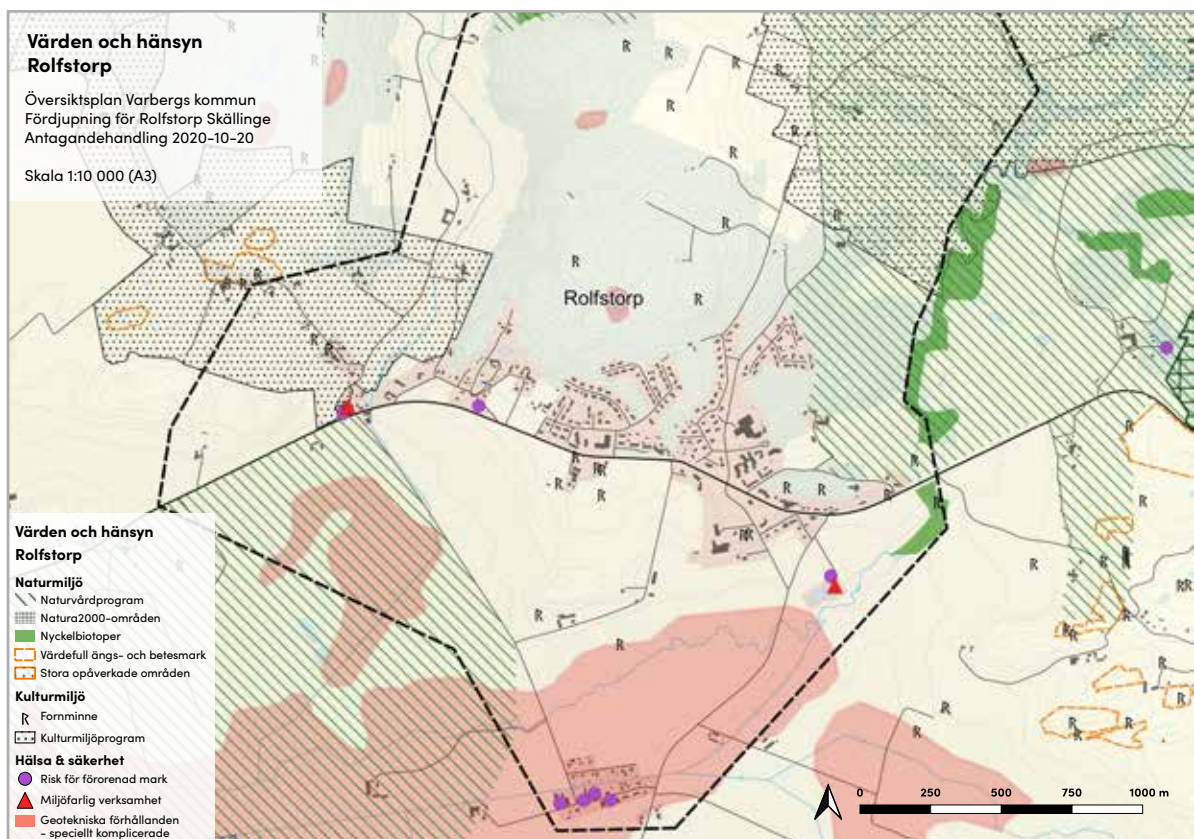 Värden och hänsyn
Rolfstorp
Översiktsplan Varbergs kommun
Fördjupning för Rolfstorp Skällinge
Antagandehandling 2020-10-20
Skala 1:10 000 (A3)
Rolfstorp
Värden och hänsyn
Rolfstorp
Naturmiljö
Naturvårdprogram
Natura2000-områden
Nyckelbiotoper
Värdefull ängs- och betesmark
Stora opåverkade områden
Kulturmiljö
Fornminne
Kulturmiljöprogram
Hälsa & säkerhet
Risk för förorenad mark
Miljöfarlig verksamhet
Geotekniska förhållanden
- speciellt komplicerade
0 250 500 750 1000 m